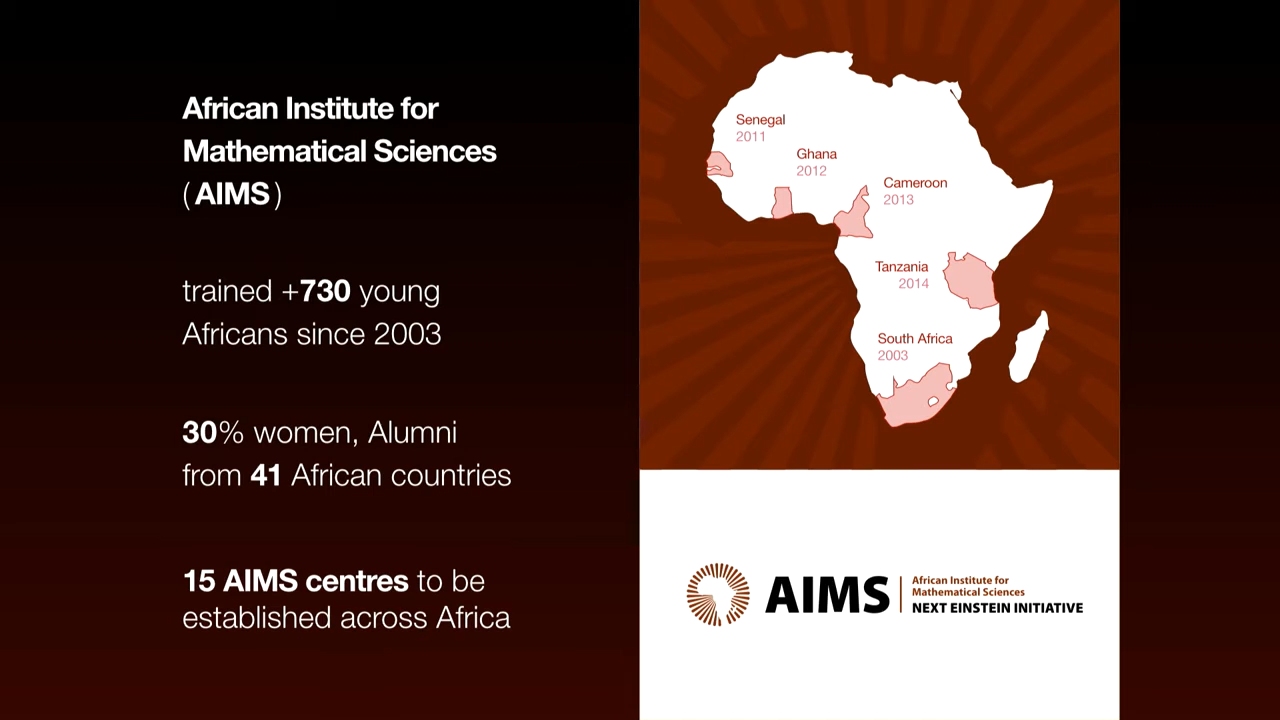 African Institute for
Mathematical Sciences
(AIMS)
trained +730 young
Africans since 2003
30% women, Alumni
from 41 African countries
15 AIMS centres to be
established across Africa
Senegal
2011
Ghana
2012
Cameroon
2013
Tanzania
2014
South Africa
2003
AIMS
African Institute for
Mathematical Sciences
NEXT EINSTEIN INITIATIVE